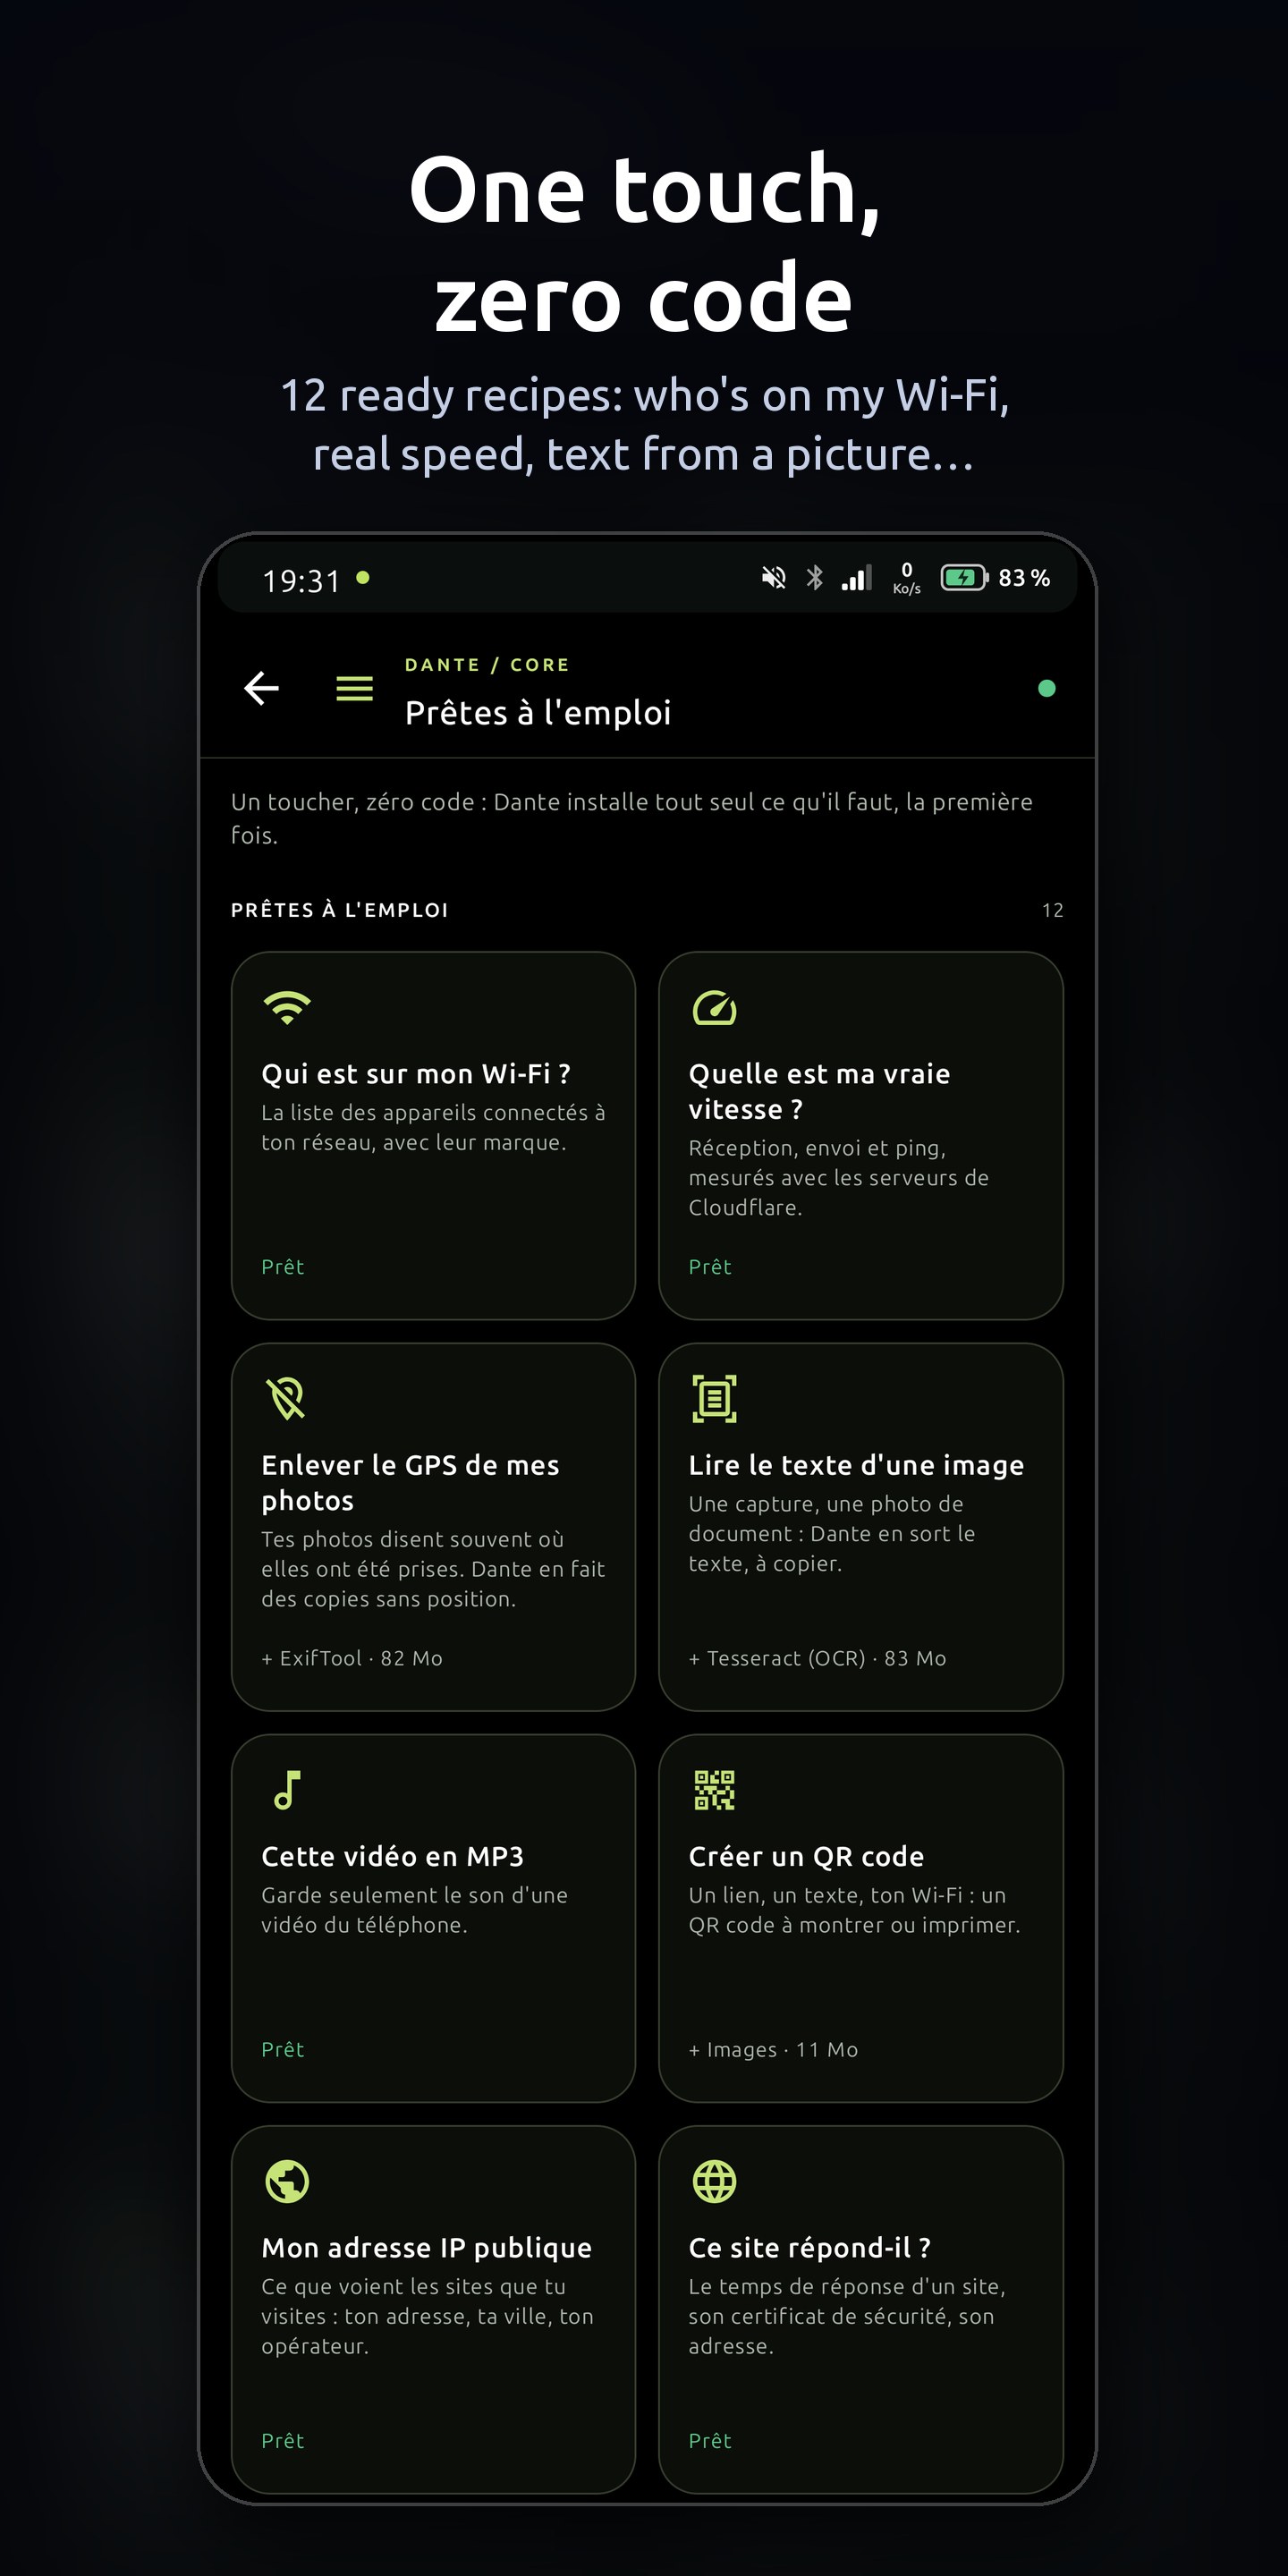 One touch,
zero code
12 ready recipes: who's on my Wi-Fi,
real speed, text from a picture…
19:31
0
Ko/s
83 %
DANTE / CORE
Prêtes à l'emploi
Un toucher, zéro code : Dante installe tout seul ce qu'il faut, la première
fois.
PRÊTES À L'EMPLOI
12
Qui est sur mon Wi-Fi ?
La liste des appareils connectés à
ton réseau, avec leur marque.
Prêt
Quelle est ma vraie
vitesse ?
Réception, envoi et ping,
mesurés avec les serveurs de
Cloudflare.
Prêt
Enlever le GPS de mes
photos
Tes photos disent souvent où
elles ont été prises. Dante en fait
des copies sans position.
+ ExifTool · 82 Mo
Lire le texte d'une image
Une capture, une photo de
document : Dante en sort le
texte, à copier.
+ Tesseract (OCR) · 83 Mo
Cette vidéo en MP3
Garde seulement le son d'une
vidéo du téléphone.
Prêt
Créer un QR code
Un lien, un texte, ton Wi-Fi : un
QR code à montrer ou imprimer.
+ Images · 11 Mo
Mon adresse IP publique
Ce que voient les sites que tu
visites : ton adresse, ta ville, ton
opérateur.
Prêt
Ce site répond-il ?
Le temps de réponse d'un site,
son certificat de sécurité, son
adresse.
Prêt